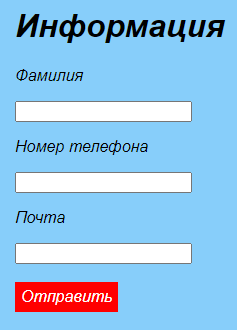 Информация
Фамилия
Номер телефона
Почта
Отправить